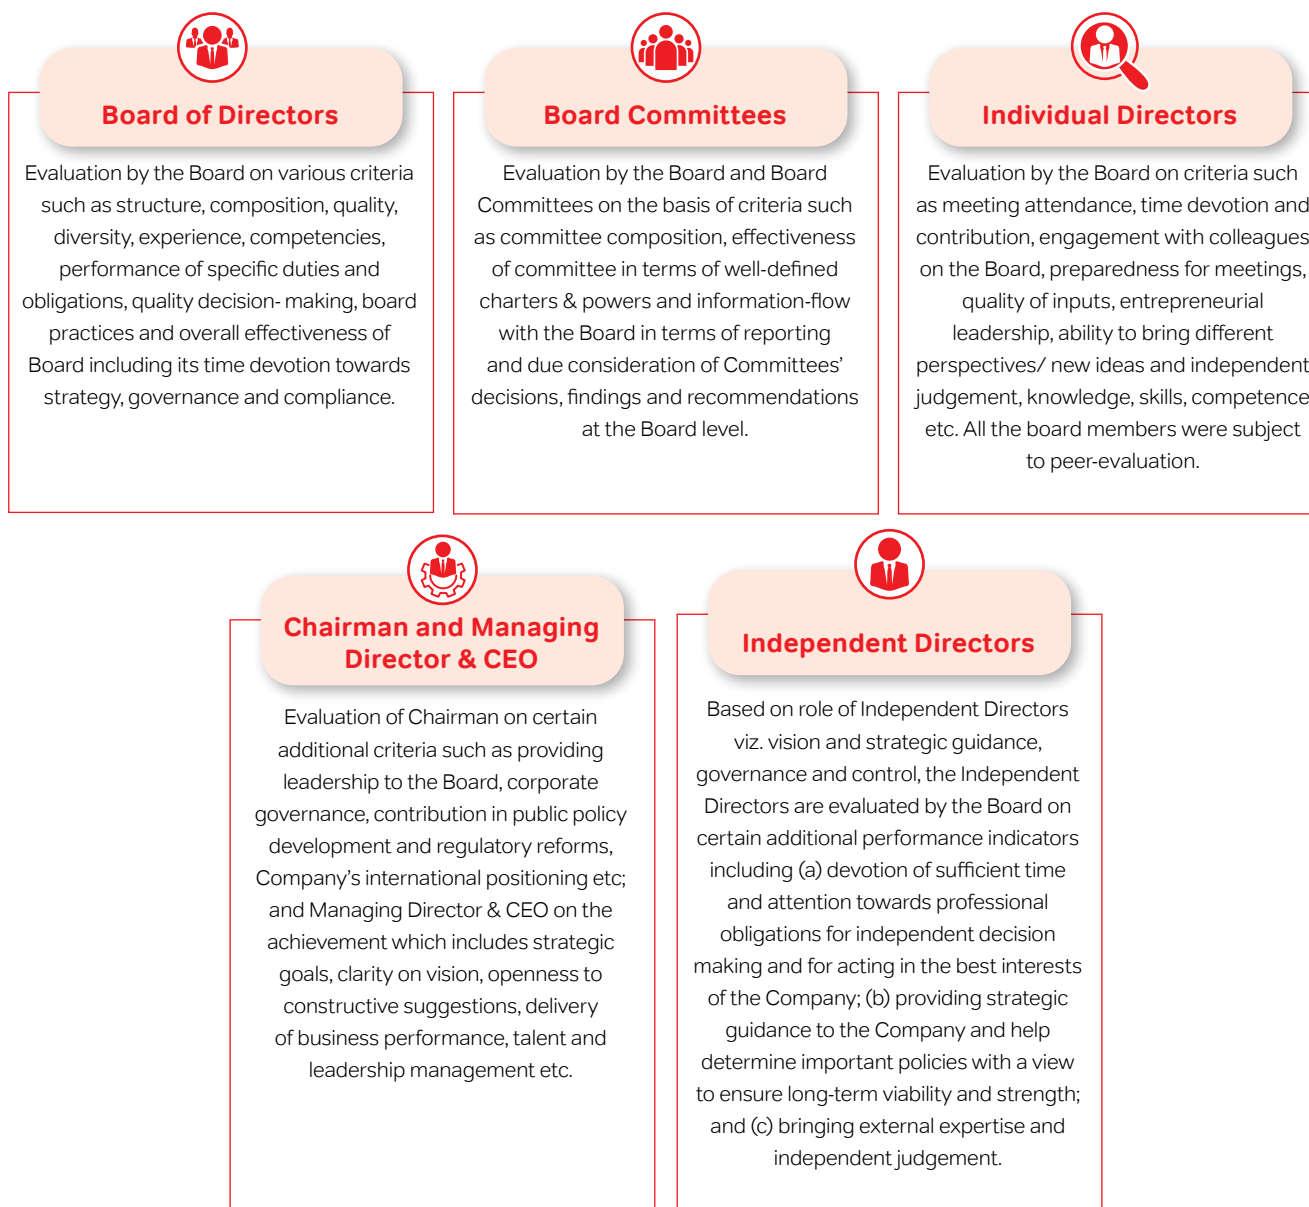 Board of Directors
Evaluation by the Board on various criteria
such as structure, composition, quality,
diversity, experience, competencies,
performance of specific duties and
obligations, quality decision- making, board
practices and overall effectiveness of
Board including its time devotion towards
strategy, governance and compliance.
Board Committees
Evaluation by the Board and Board
Committees on the basis of criteria such
as committee composition, effectiveness
of committee in terms of well-defined
charters & powers and information-flow
with the Board in terms of reporting
and due consideration of Committees’
decisions, findings and recommendations
at the Board level.
Individual Directors
Evaluation by the Board on criteria such
as meeting attendance, time devotion and
contribution, engagement with colleagues
on the Board, preparedness for meetings,
quality of inputs, entrepreneurial
leadership, ability to bring different
perspectives/ new ideas and independent
judgement, knowledge, skills, competence
etc. All the board members were subject
to peer-evaluation.
Chairman and Managing
Director & CEO
Evaluation of Chairman on certain
additional criteria such as providing
leadership to the Board, corporate
governance, contribution in public policy
development and regulatory reforms,
Company’s international positioning etc;
and Managing Director & CEO on the
achievement which includes strategic
goals, clarity on vision, openness to
constructive suggestions, delivery
of business performance, talent and
leadership management etc.
Independent Directors
Based on role of Independent Directors
viz. vision and strategic guidance,
governance and control, the Independent
Directors are evaluated by the Board on
certain additional performance indicators
including (a) devotion of sufficient time
and attention towards professional
obligations for independent decision
making and for acting in the best interests
of the Company; (b) providing strategic
guidance to the Company and help
determine important policies with a view
to ensure long-term viability and strength;
and (c) bringing external expertise and
independent judgement.